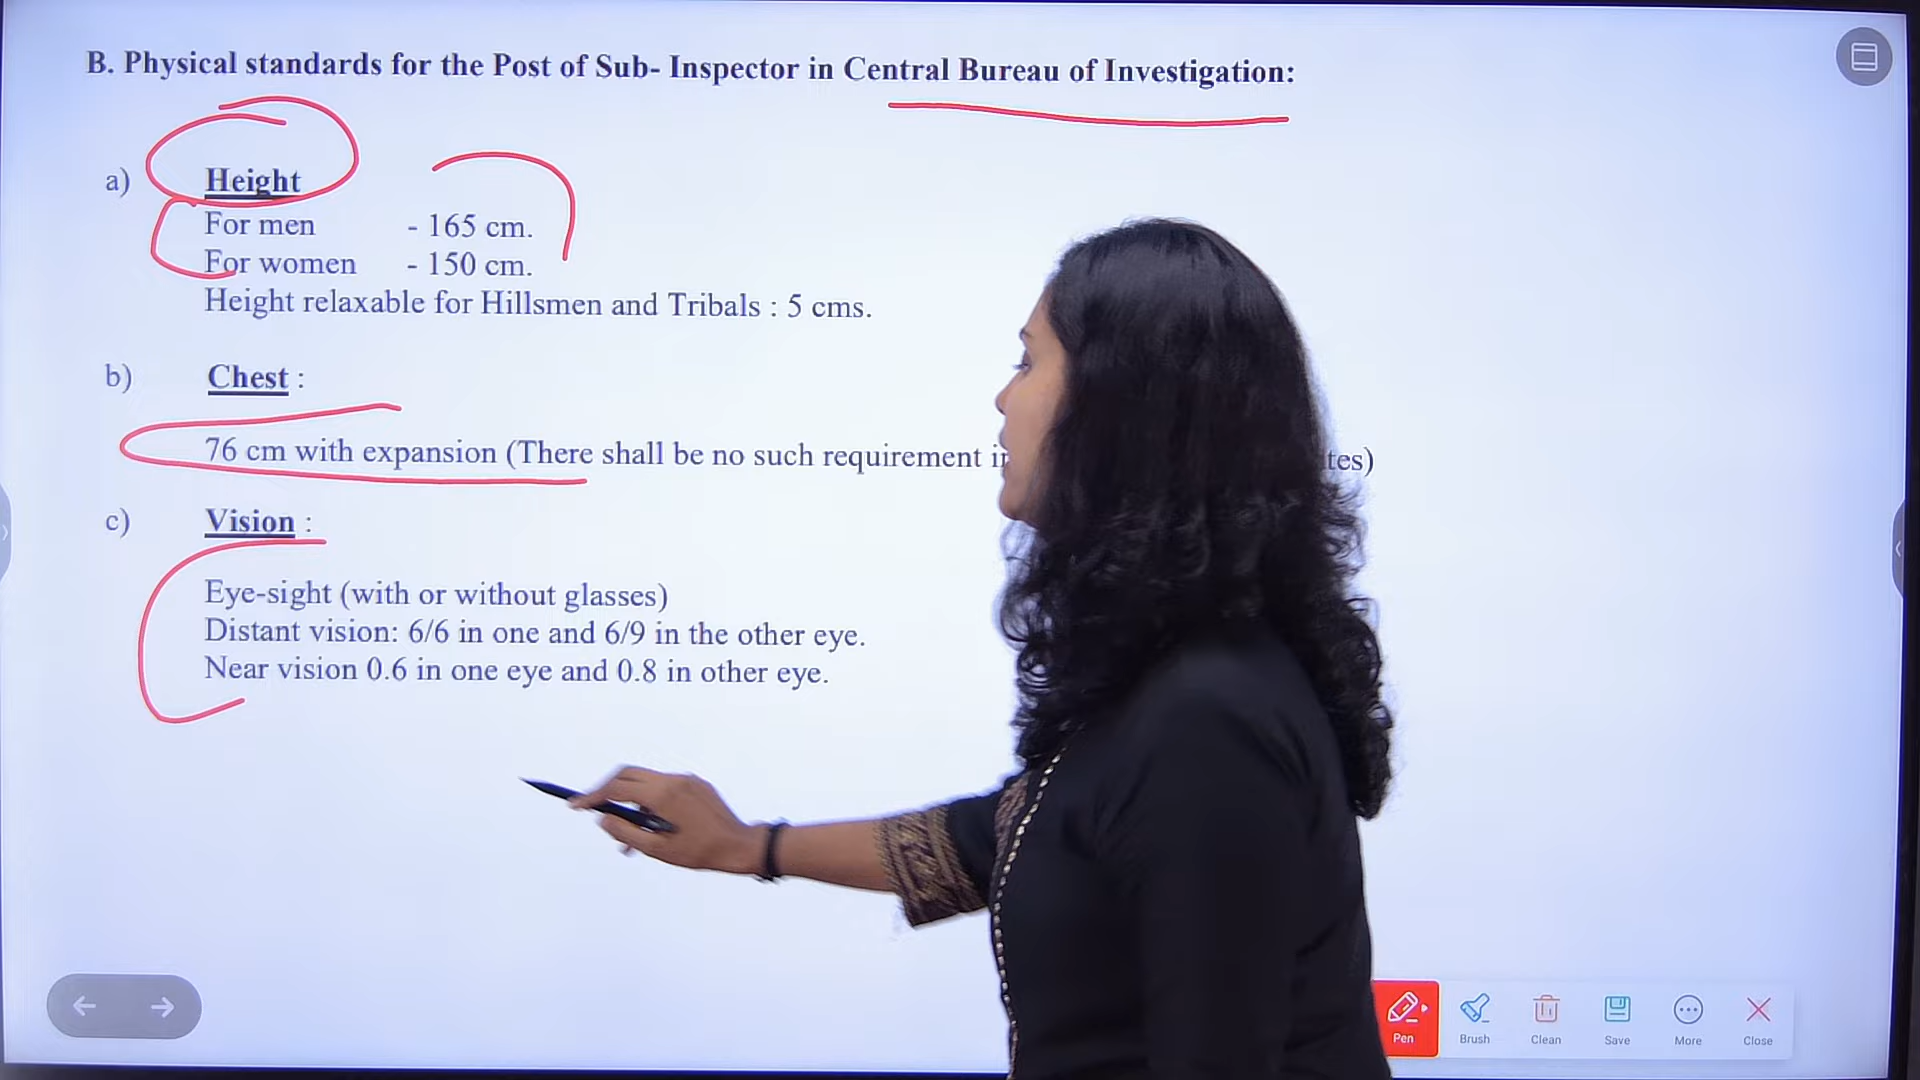 B. Physical standards for the Post of Sub- Inspector in Central Bureau of Investigation:
a) Height
For men - 165 cm.
For women - 150 cm.
Height relaxable for Hillsmen and Tribals : 5 cms.
b) Chest :
76 cm with expansion (There shall be no such requirement
c) Vision :
Eye-sight (with or without glasses)
Distant vision: 6/6 in one and 6/9 in the other eye.
Near vision 0.6 in one eye and 0.8 in other eye.
Pen Brush Clean Save More Close